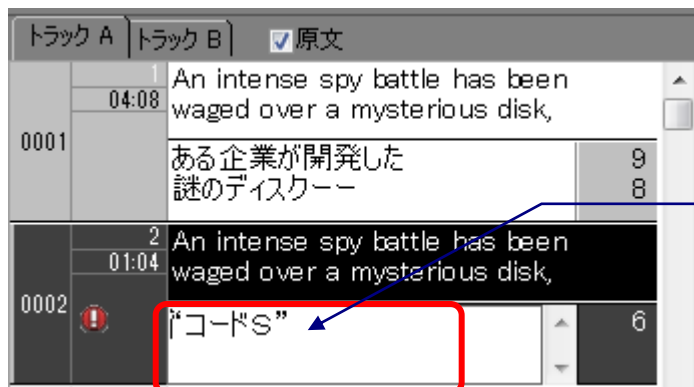 トラック A トラック B 原文
0001
1
04:08
An intense spy battle has been
waged over a mysterious disk,
ある企業が開発した 9
謎のディスクーー 8
0002
2
01:04
An intense spy battle has been
waged over a mysterious disk,
“コードS” 6